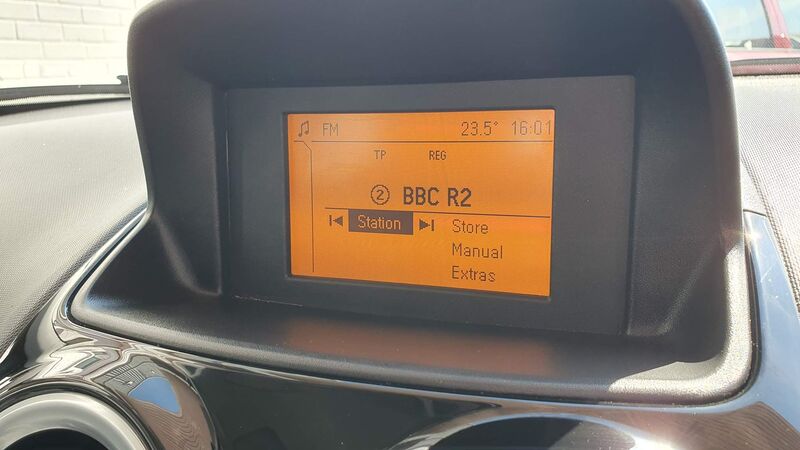 FM 23.5° 16:01
TP REG
2 BBC R2
Station Store
Manual
Extras